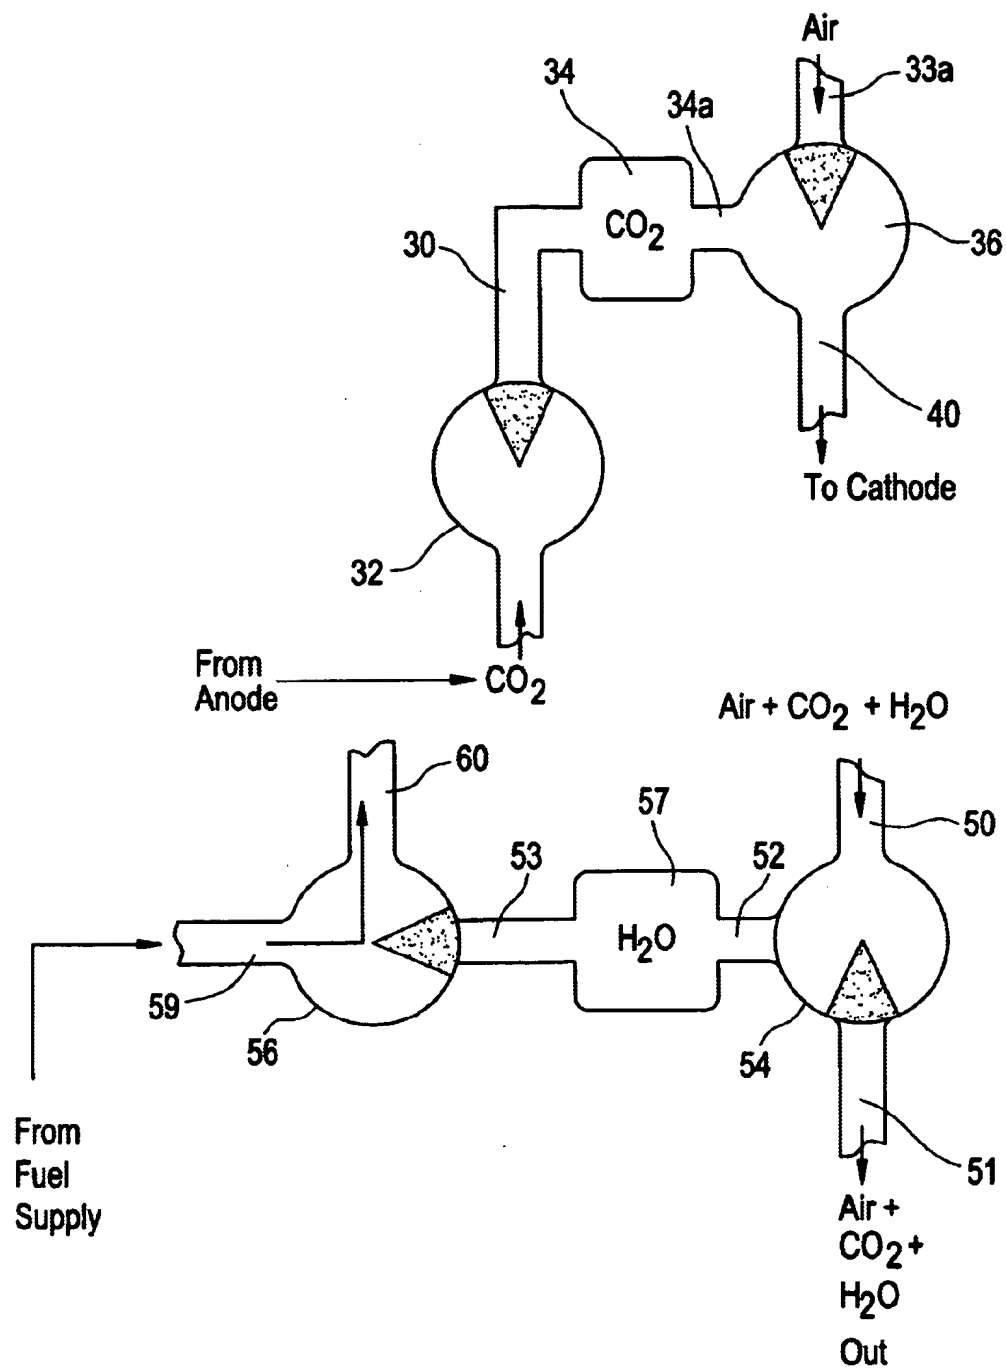 Air
33a
34
34a
CO2
36
30
40
To Cathode
32
From
Anode
CO2
Air + CO2 + H2O
60
57
50
53
52
H2O
59
56
54
From
Fuel
Supply
51
Air +
CO2 +
H2O
Out